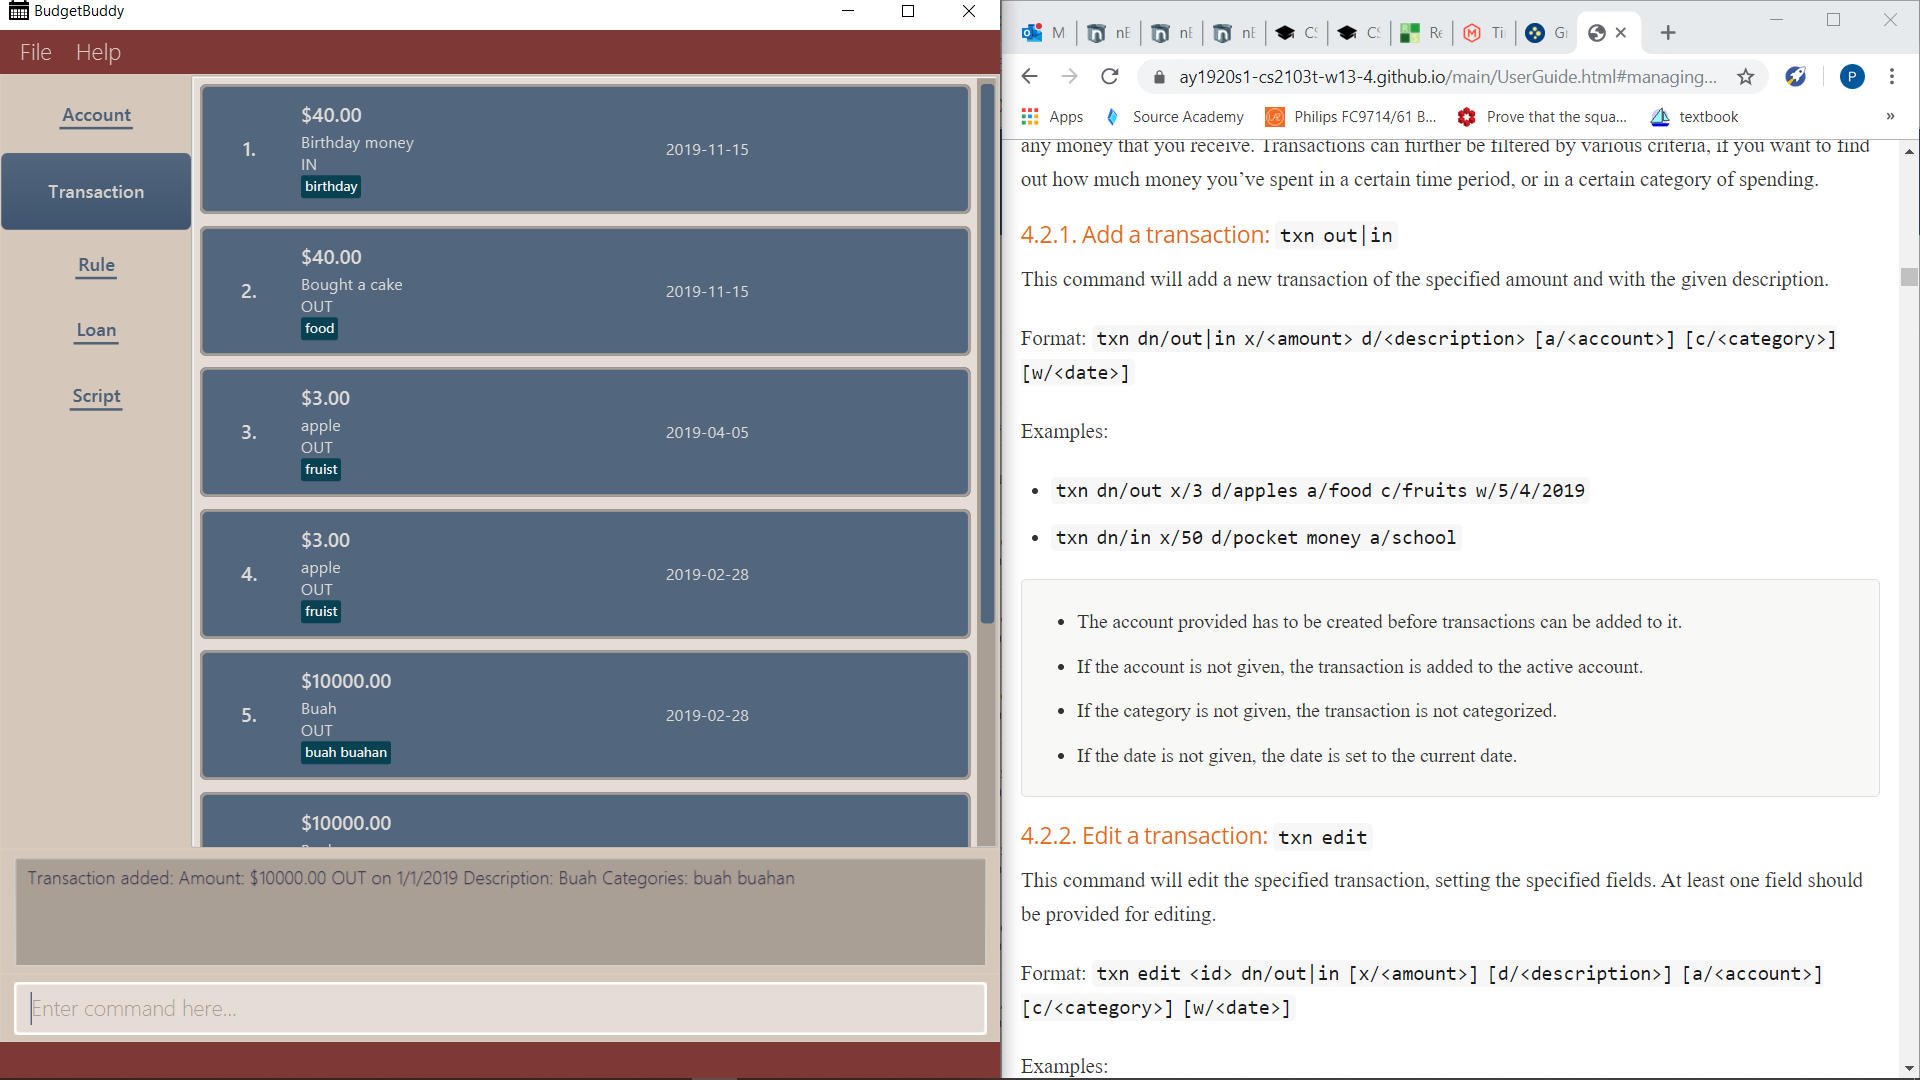 BudgetBuddy
File Help
Account
Transaction
Rule
Loan
Script
1.
$40.00
Birthday money
IN
birthday
2019-11-15
2.
$40.00
Bought a cake
OUT
food
2019-11-15
3.
$3.00
apple
OUT
fruist
2019-04-05
4.
$3.00
apple
OUT
fruist
2019-02-28
5.
$10000.00
Buah
OUT
buah buahan
2019-02-28
$10000.00
Transaction added: Amount: $10000.00 OUT on 1/1/2019 Description: Buah Categories: buah buahan
Enter command here...
M nE nE nE CS CS Re Ti G
ay1920s1-cs2103t-w13-4.github.io/main/UserGuide.html#managing...
P
Apps Source Academy Philips FC9714/61 B... Prove that the squa... textbook »
any money that you receive. Transactions can further be filtered by various criteria, if you want to find
out how much money you’ve spent in a certain time period, or in a certain category of spending.
4.2.1. Add a transaction: txn out|in
This command will add a new transaction of the specified amount and with the given description.
Format: txn dn/out|in x/<amount> d/<description> [a/<account>] [c/<category>]
[w/<date>]
Examples:
• txn dn/out x/3 d/apples a/food c/fruits w/5/4/2019
• txn dn/in x/50 d/pocket money a/school
• The account provided has to be created before transactions can be added to it.
• If the account is not given, the transaction is added to the active account.
• If the category is not given, the transaction is not categorized.
• If the date is not given, the date is set to the current date.
4.2.2. Edit a transaction: txn edit
This command will edit the specified transaction, setting the specified fields. At least one field should
be provided for editing.
Format: txn edit <id> dn/out|in [x/<amount>] [d/<description>] [a/<account>]
[c/<category>] [w/<date>]
Examples: